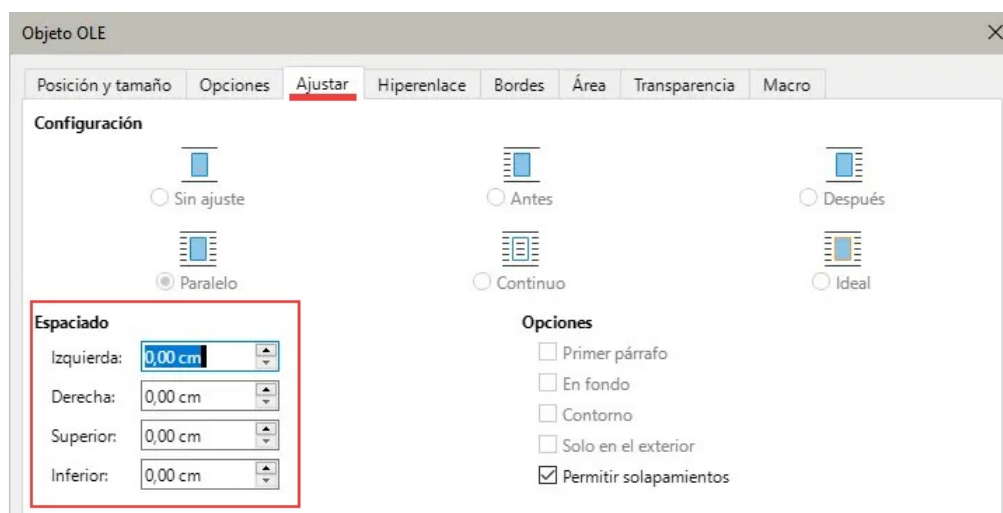 Objeto OLE
Posición y tamaño Opciones Ajustar Hiperenlace Bordes Área Transparencia Macro
Configuración
Sin ajuste Antes Después
Paralelo Continuo Ideal
Espaciado
Izquierda: 0,00 cm
Derecha: 0,00 cm
Superior: 0,00 cm
Inferior: 0,00 cm
Opciones
Primer párrafo
En fondo
Contorno
Solo en el exterior
Permitir solapamientos